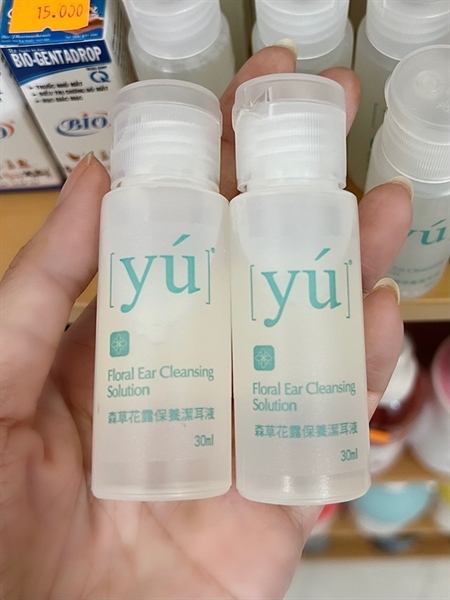 15.000
BIO-GENTADROP
BIO
[yú]®
Floral Ear Cleansing
Solution
森草花露保養潔耳液
30ml
[yú]®
Floral Ear Cleansing
Solution
森草花露保養潔耳液
30ml
yú